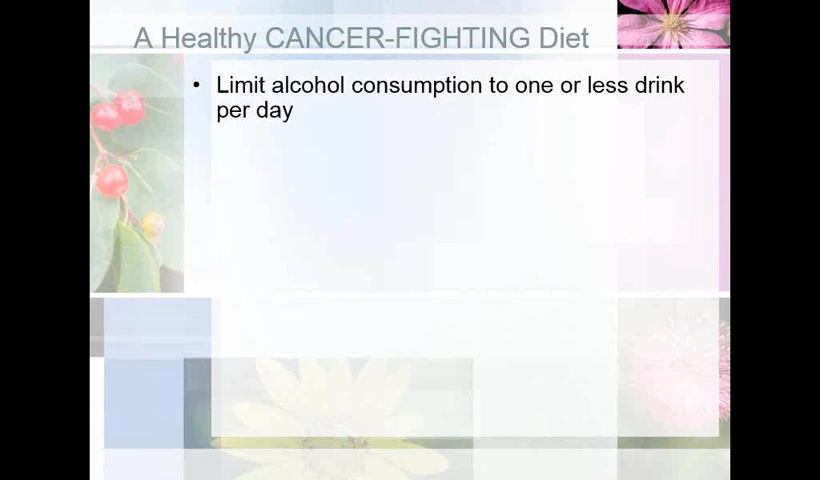 A Healthy CANCER-FIGHTING Diet
• Limit alcohol consumption to one or less drink
per day